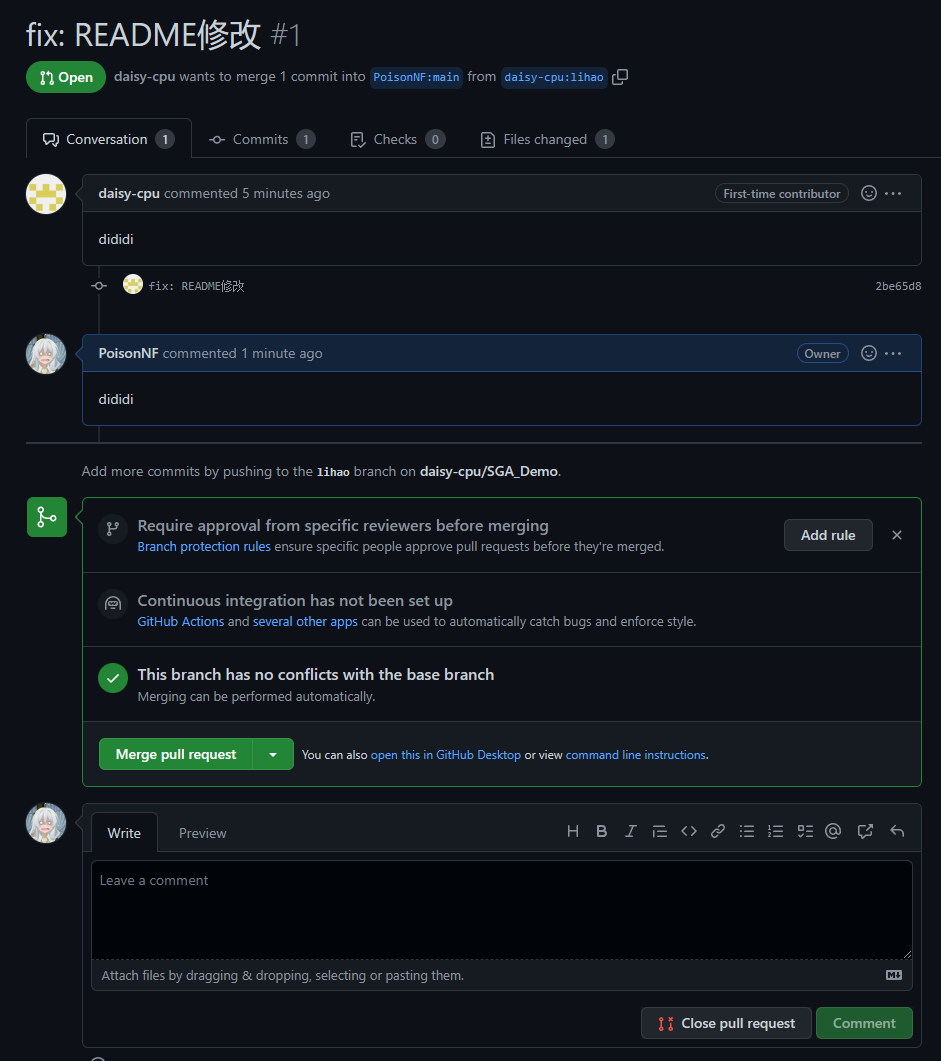 fix: README修改 #1
Open daisy-cpu wants to merge 1 commit into PoisonNF:main from daisy-cpu:lihao
Conversation 1 Commits 1 Checks 0 Files changed 1
daisy-cpu commented 5 minutes ago First-time contributor
dididi
fix: README修改 2be65d8
PoisonNF commented 1 minute ago Owner
dididi
Add more commits by pushing to the lihao branch on daisy-cpu/SGA_Demo.
Require approval from specific reviewers before merging
Branch protection rules ensure specific people approve pull requests before they're merged.
Add rule
Continuous integration has not been set up
GitHub Actions and several other apps can be used to automatically catch bugs and enforce style.
This branch has no conflicts with the base branch
Merging can be performed automatically.
Merge pull request You can also open this in GitHub Desktop or view command line instructions.
Write Preview
Leave a comment
Attach files by dragging & dropping, selecting or pasting them.
Close pull request Comment